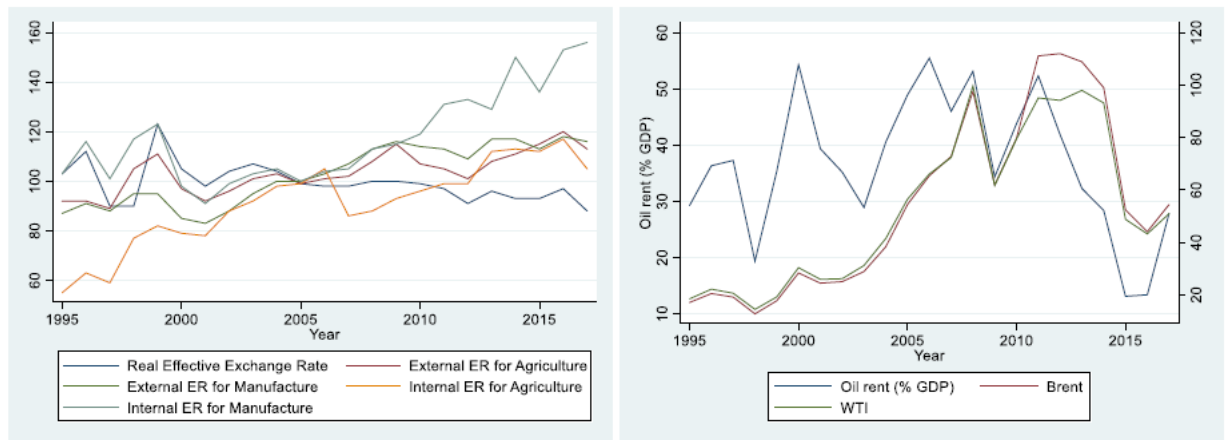 160
140
120
100
80
60
1995
2000
2005
2010
2015
Year
Real Effective Exchange Rate
External ER for Agriculture
External ER for Manufacture
Internal ER for Agriculture
Internal ER for Manufacture
Oil rent (% GDP)
60
50
40
30
20
10
120
100
80
60
40
20
1995
2000
2005
2010
2015
Year
Oil rent (% GDP)
Brent
WTI